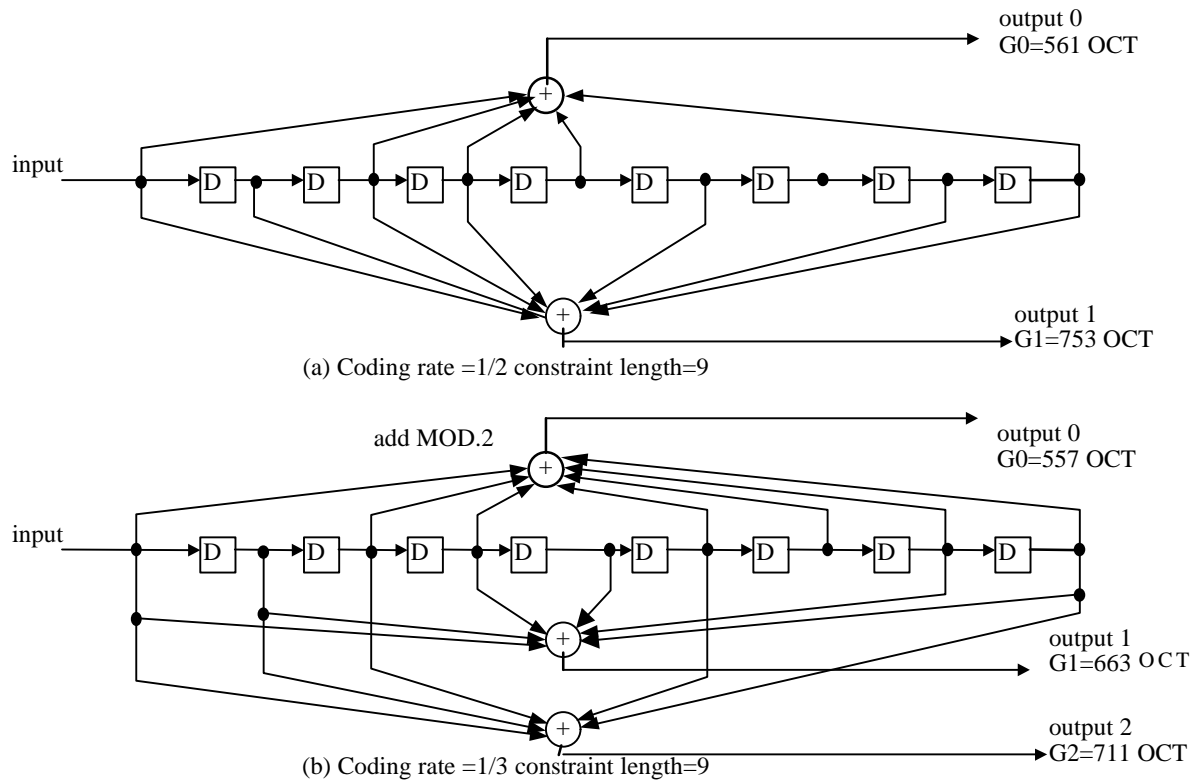 output 0
G0=561 OCT
+
input
D D D D D D D D
+
output 1
G1=753 OCT
(a) Coding rate =1/2 constraint length=9
add MOD.2
output 0
G0=557 OCT
+
input
D D D D D D D D
+
output 1
G1=663 OCT
+
output 2
G2=711 OCT
(b) Coding rate =1/3 constraint length=9